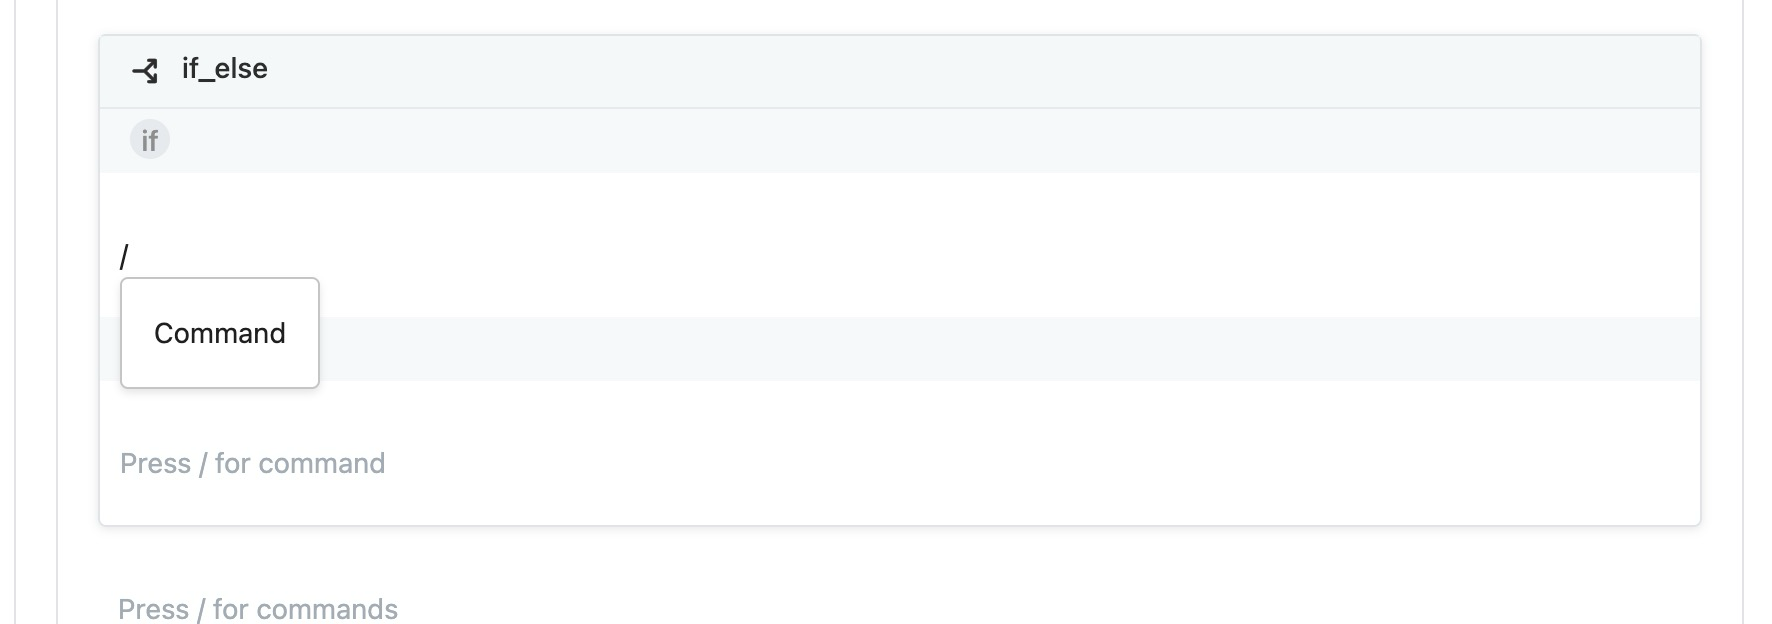 if_else
if
/
Command
Press / for command
Press / for commands